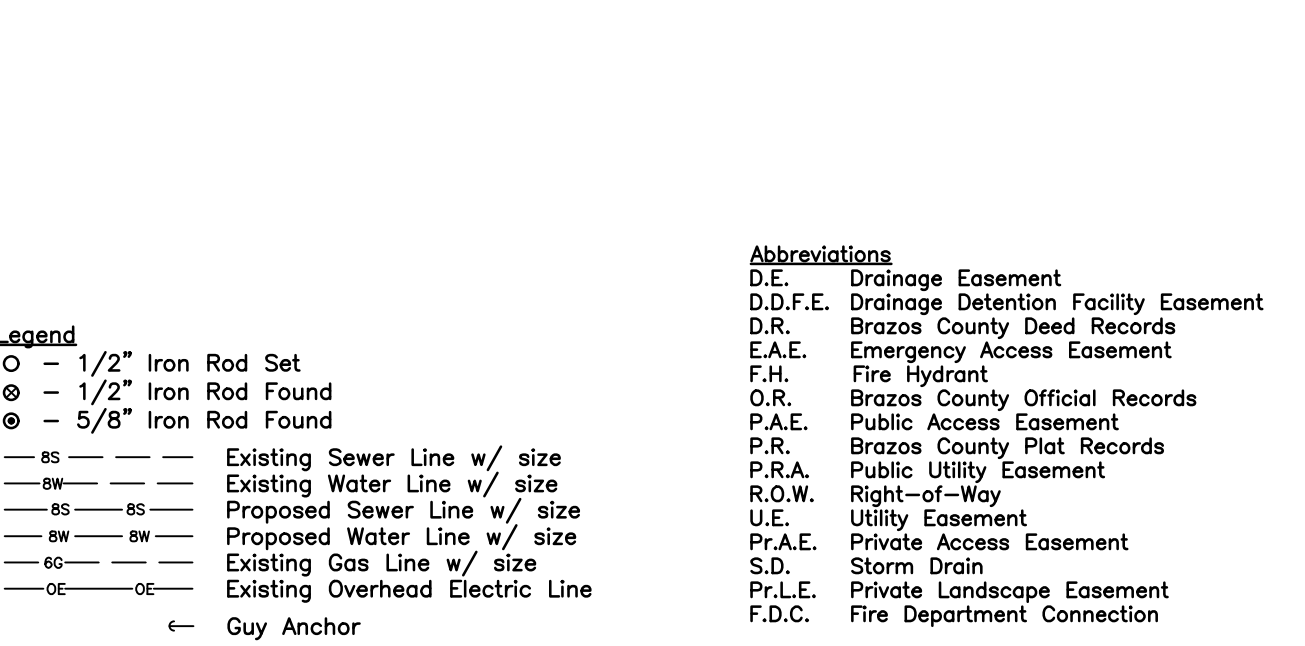 Legend
– 1/2” Iron Rod Set
– 1/2” Iron Rod Found
– 5/8” Iron Rod Found
8S Existing Sewer Line w/ size
8W Existing Water Line w/ size
8S 8S Proposed Sewer Line w/ size
8W 8W Proposed Water Line w/ size
6G Existing Gas Line w/ size
OE OE Existing Overhead Electric Line
Guy Anchor
Abbreviations
D.E. Drainage Easement
D.D.F.E. Drainage Detention Facility Easement
D.R. Brazos County Deed Records
E.A.E. Emergency Access Easement
F.H. Fire Hydrant
O.R. Brazos County Official Records
P.A.E. Public Access Easement
P.R. Brazos County Plat Records
P.R.A. Public Utility Easement
R.O.W. Right–of–Way
U.E. Utility Easement
Pr.A.E. Private Access Easement
S.D. Storm Drain
Pr.L.E. Private Landscape Easement
F.D.C. Fire Department Connection